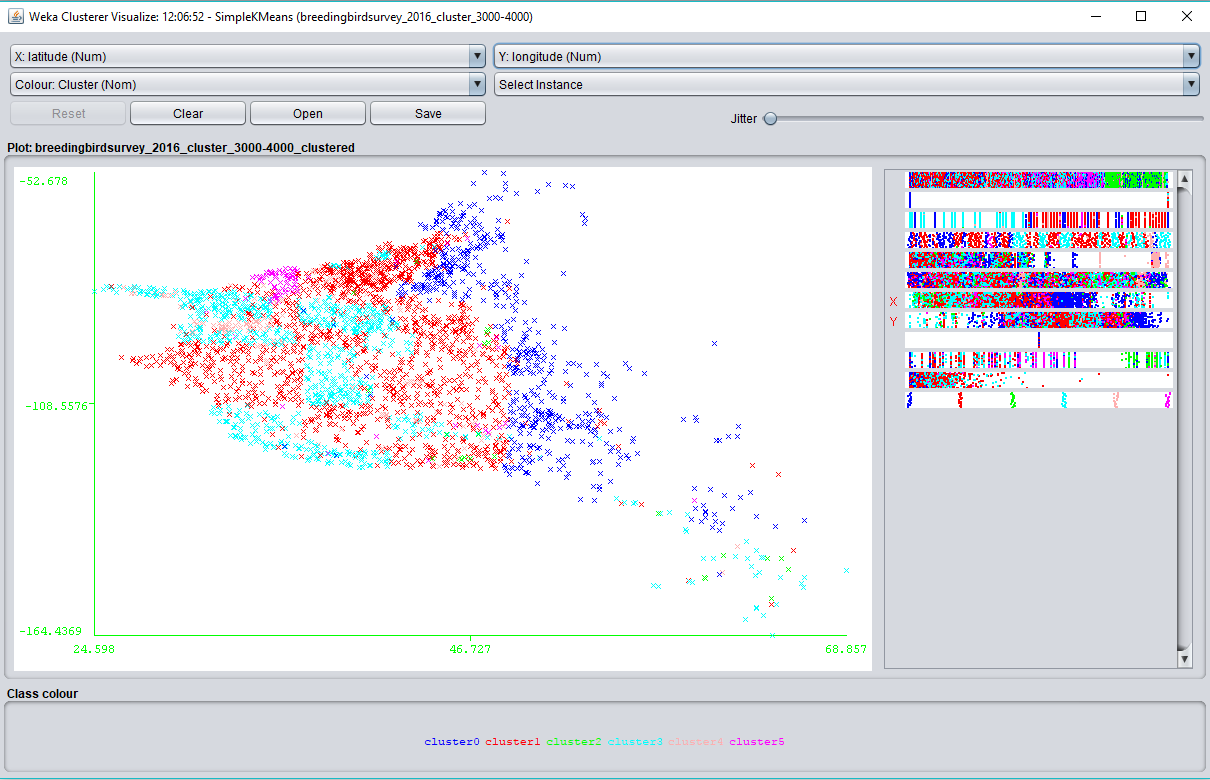 Weka Clusterer Visualize: 12:06:52 - SimpleKMeans (breedingbirdsurvey_2016_cluster_3000-4000)
X: latitude (Num) Y: longitude (Num)
Colour: Cluster (Nom) Select Instance
Reset Clear Open Save Jitter
Plot: breedingbirdsurvey_2016_cluster_3000-4000_clustered
-52.678
X
Y
-108.5576
-164.4369
24.598 46.727 68.857
Class colour
cluster0 cluster1 cluster2 cluster3 cluster4 cluster5